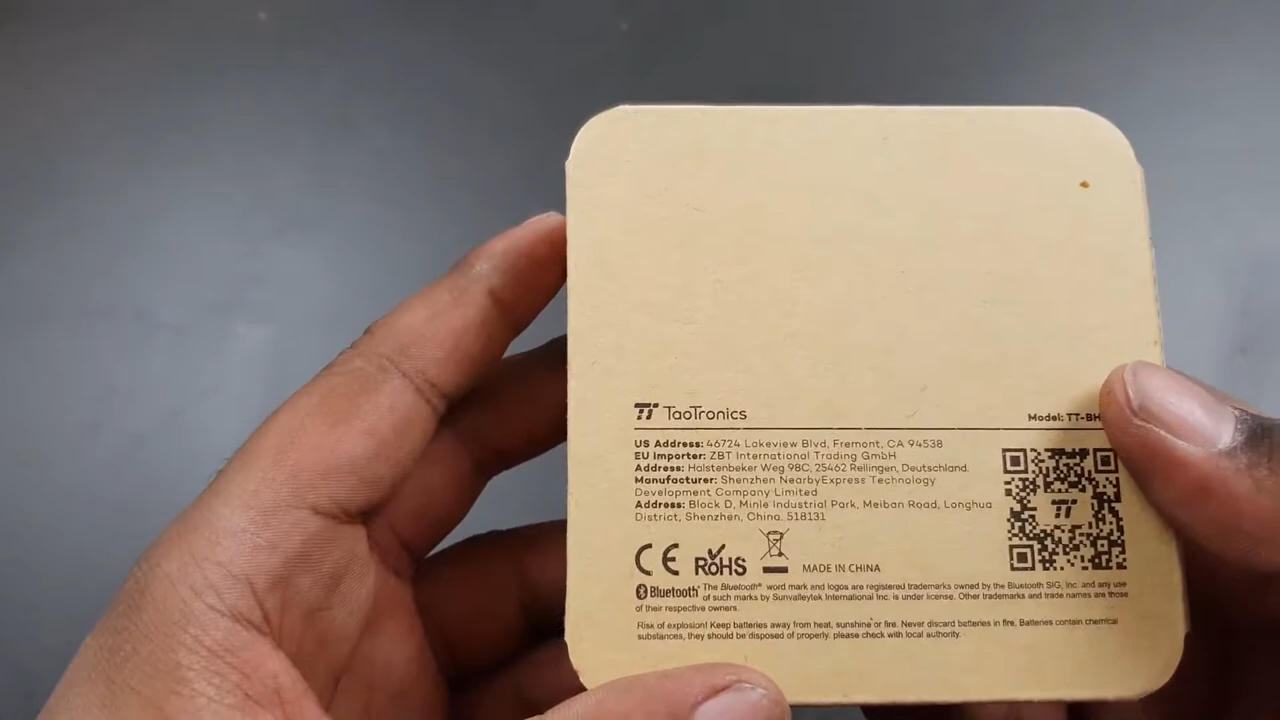 TaoTronics
Model: TT-BH
US Address: 46724 Lakeview Blvd, Fremont, CA 94538
EU Importer: ZBT International Trading GmbH
Address: Halstenbeker Weg 98C, 25462 Rellingen, Deutschland.
Manufacturer: Shenzhen NearbyExpress Technology
Development Company Limited
Address: Block D, Minle Industrial Park, Meiban Road, Longhua
District, Shenzhen, China. 518131
CE RoHS MADE IN CHINA
Bluetooth® The Bluetooth® word mark and logos are registered trademarks owned by the Bluetooth SIG, Inc. and any use
of such marks by Sunvalleytek International Inc. is under license. Other trademarks and trade names are those
of their respective owners.
Risk of explosion! Keep batteries away from heat, sunshine or fire. Never discard batteries in fire. Batteries contain chemical
substances, they should be disposed of properly. please check with local authority.